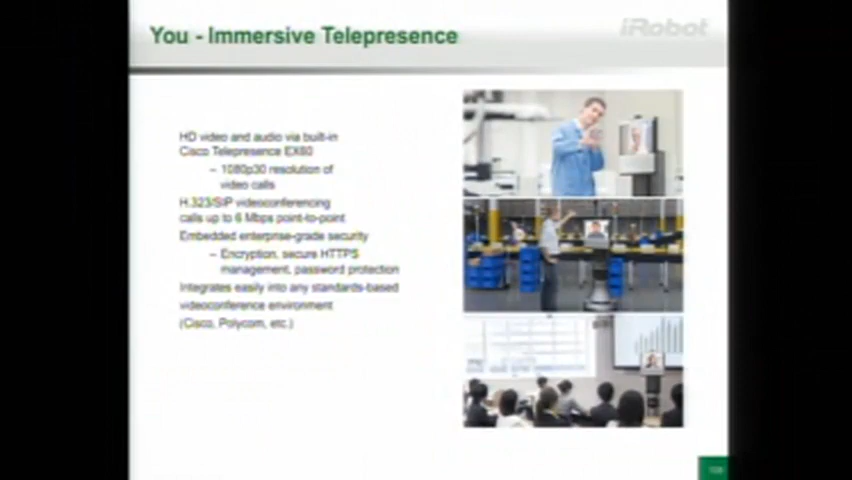 You - Immersive Telepresence
iRobot
HD video and audio via built-in
Cisco Telepresence EX60
– 1080p30 resolution of
video calls
H.323/SIP videoconferencing
calls up to 6 Mbps point-to-point
Embedded enterprise-grade security
– Encryption, secure HTTPS
management, password protection
Integrates easily into any standards-based
videoconference environment
(Cisco, Polycom, etc.)